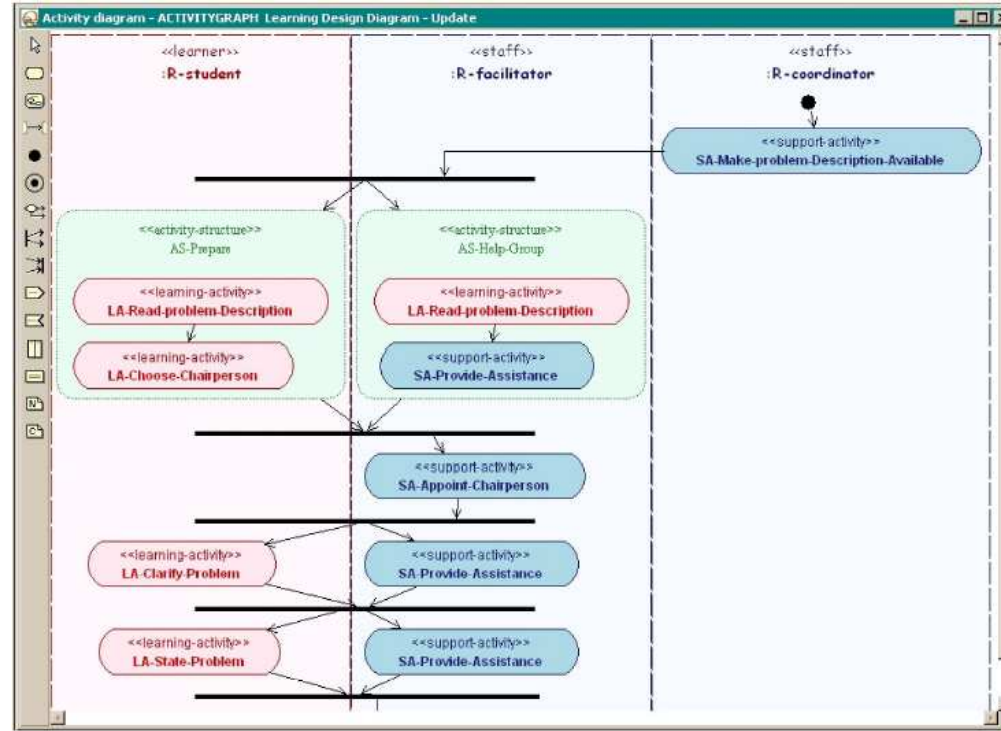 Activity diagram - ACTIVITYGRAPH Learning Design Diagram - Update
<<learner>>
:R-student
<<staff>>
:R-facilitator
<<staff>>
:R-coordinator
<<support-activity>>
SA-Make-problem-Description-Available
<<activity-structure>>
AS-Prepare
<<activity-structure>>
AS-Help-Group
<<learning-activity>>
LA-Read-problem-Description
<<learning-activity>>
LA-Read-problem-Description
<<learning-activity>>
LA-Choose-Chairperson
<<support-activity>>
SA-Provide-Assistance
<<support-activity>>
SA-Appoint-Chairperson
<<learning-activity>>
LA-Clarify-Problem
<<support-activity>>
SA-Provide-Assistance
<<learning-activity>>
LA-State-Problem
<<support-activity>>
SA-Provide-Assistance
N
C